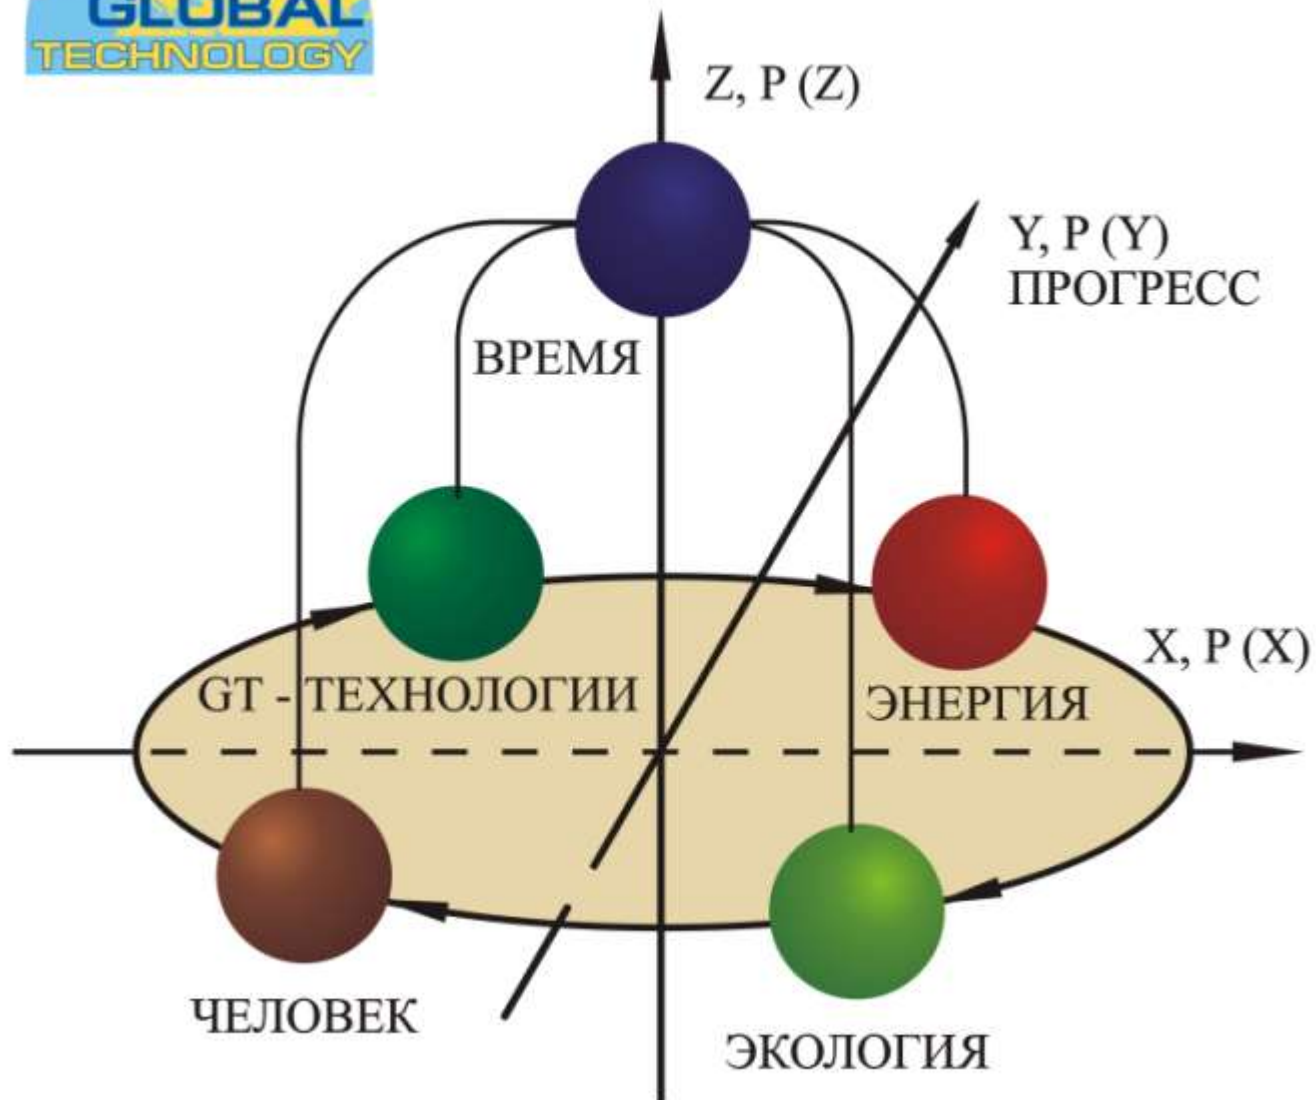 GLOBAL
TECHNOLOGY
Z, P (Z)
Y, P (Y)
ПРОГРЕСС
ВРЕМЯ
X, P (X)
GT - ТЕХНОЛОГИИ
ЭНЕРГИЯ
ЧЕЛОВЕК
ЭКОЛОГИЯ